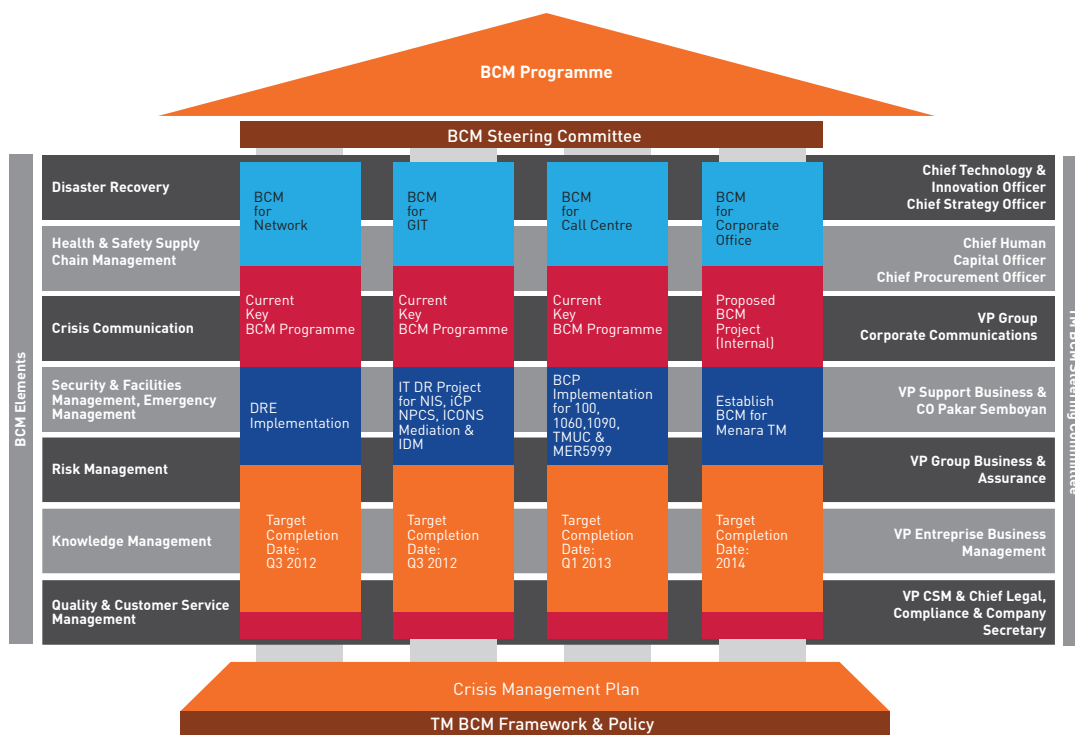 BCM Programme
BCM Steering Committee
BCM Elements
Disaster Recovery
Health & Safety Supply
Chain Management
Crisis Communication
Security & Facilities
Management, Emergency
Management
Risk Management
Knowledge Management
Quality & Customer Service
Management
BCM
for
Network
Current
Key
BCM Programme
DRE
Implementation
Target
Completion
Date:
Q3 2012
BCM
for
GIT
Current
Key
BCM Programme
IT DR Project
for NIS, iCP
NPCS, ICONS
Mediation &
IDM
Target
Completion
Date:
Q3 2012
BCM
for
Call Centre
Current
Key
BCM Programme
BCP
Implementation
for 100,
1060,1090,
TMUC &
MER5999
Target
Completion
Date:
Q1 2013
BCM
for
Corporate
Office
Proposed
BCM
Project
(Internal)
Establish
BCM for
Menara TM
Target
Completion
Date:
2014
Chief Technology &
Innovation Officer
Chief Strategy Officer
Chief Human
Capital Officer
Chief Procurement Officer
VP Group
Corporate Communications
VP Support Business &
CO Pakar Semboyan
VP Group Business &
Assurance
VP Entreprise Business
Management
VP CSM & Chief Legal,
Compliance & Company
Secretary
TM BCM Steering Committee
Crisis Management Plan
TM BCM Framework & Policy